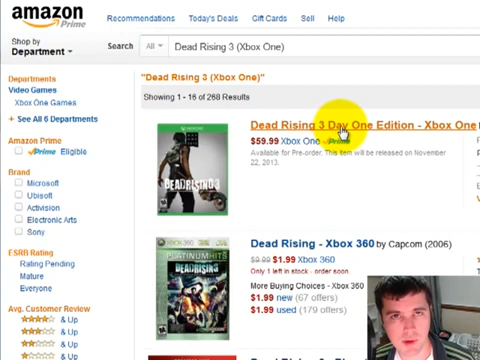 amazon
Prime
Recommendations Today's Deals Gift Cards Sell Help
Shop by
Department
Search All Dead Rising 3 (Xbox One)
Departments
Video Games
Xbox One Games
+ See All 6 Departments
Amazon Prime
Prime Eligible
Brand
Microsoft
Ubisoft
Activision
Electronic Arts
Sony
ESRB Rating
Rating Pending
Mature
Everyone
Avg. Customer Review
& Up
& Up
& Up
& Up
"Dead Rising 3 (Xbox One)"
Showing 1 - 16 of 268 Results
Dead Rising 3 Day One Edition - Xbox One
$59.99 Xbox One Prime
Available for Pre-order. This item will be released on November
22, 2013.
DEADRISING3
Dead Rising - Xbox 360 by Capcom (2006)
$9.99 $1.99 Xbox 360
Only 1 left in stock - order soon.
More Buying Choices - Xbox 360
$1.99 new (67 offers)
$1.99 used (179 offers)
XBOX 360
PLATINUM HITS
DEADRISING